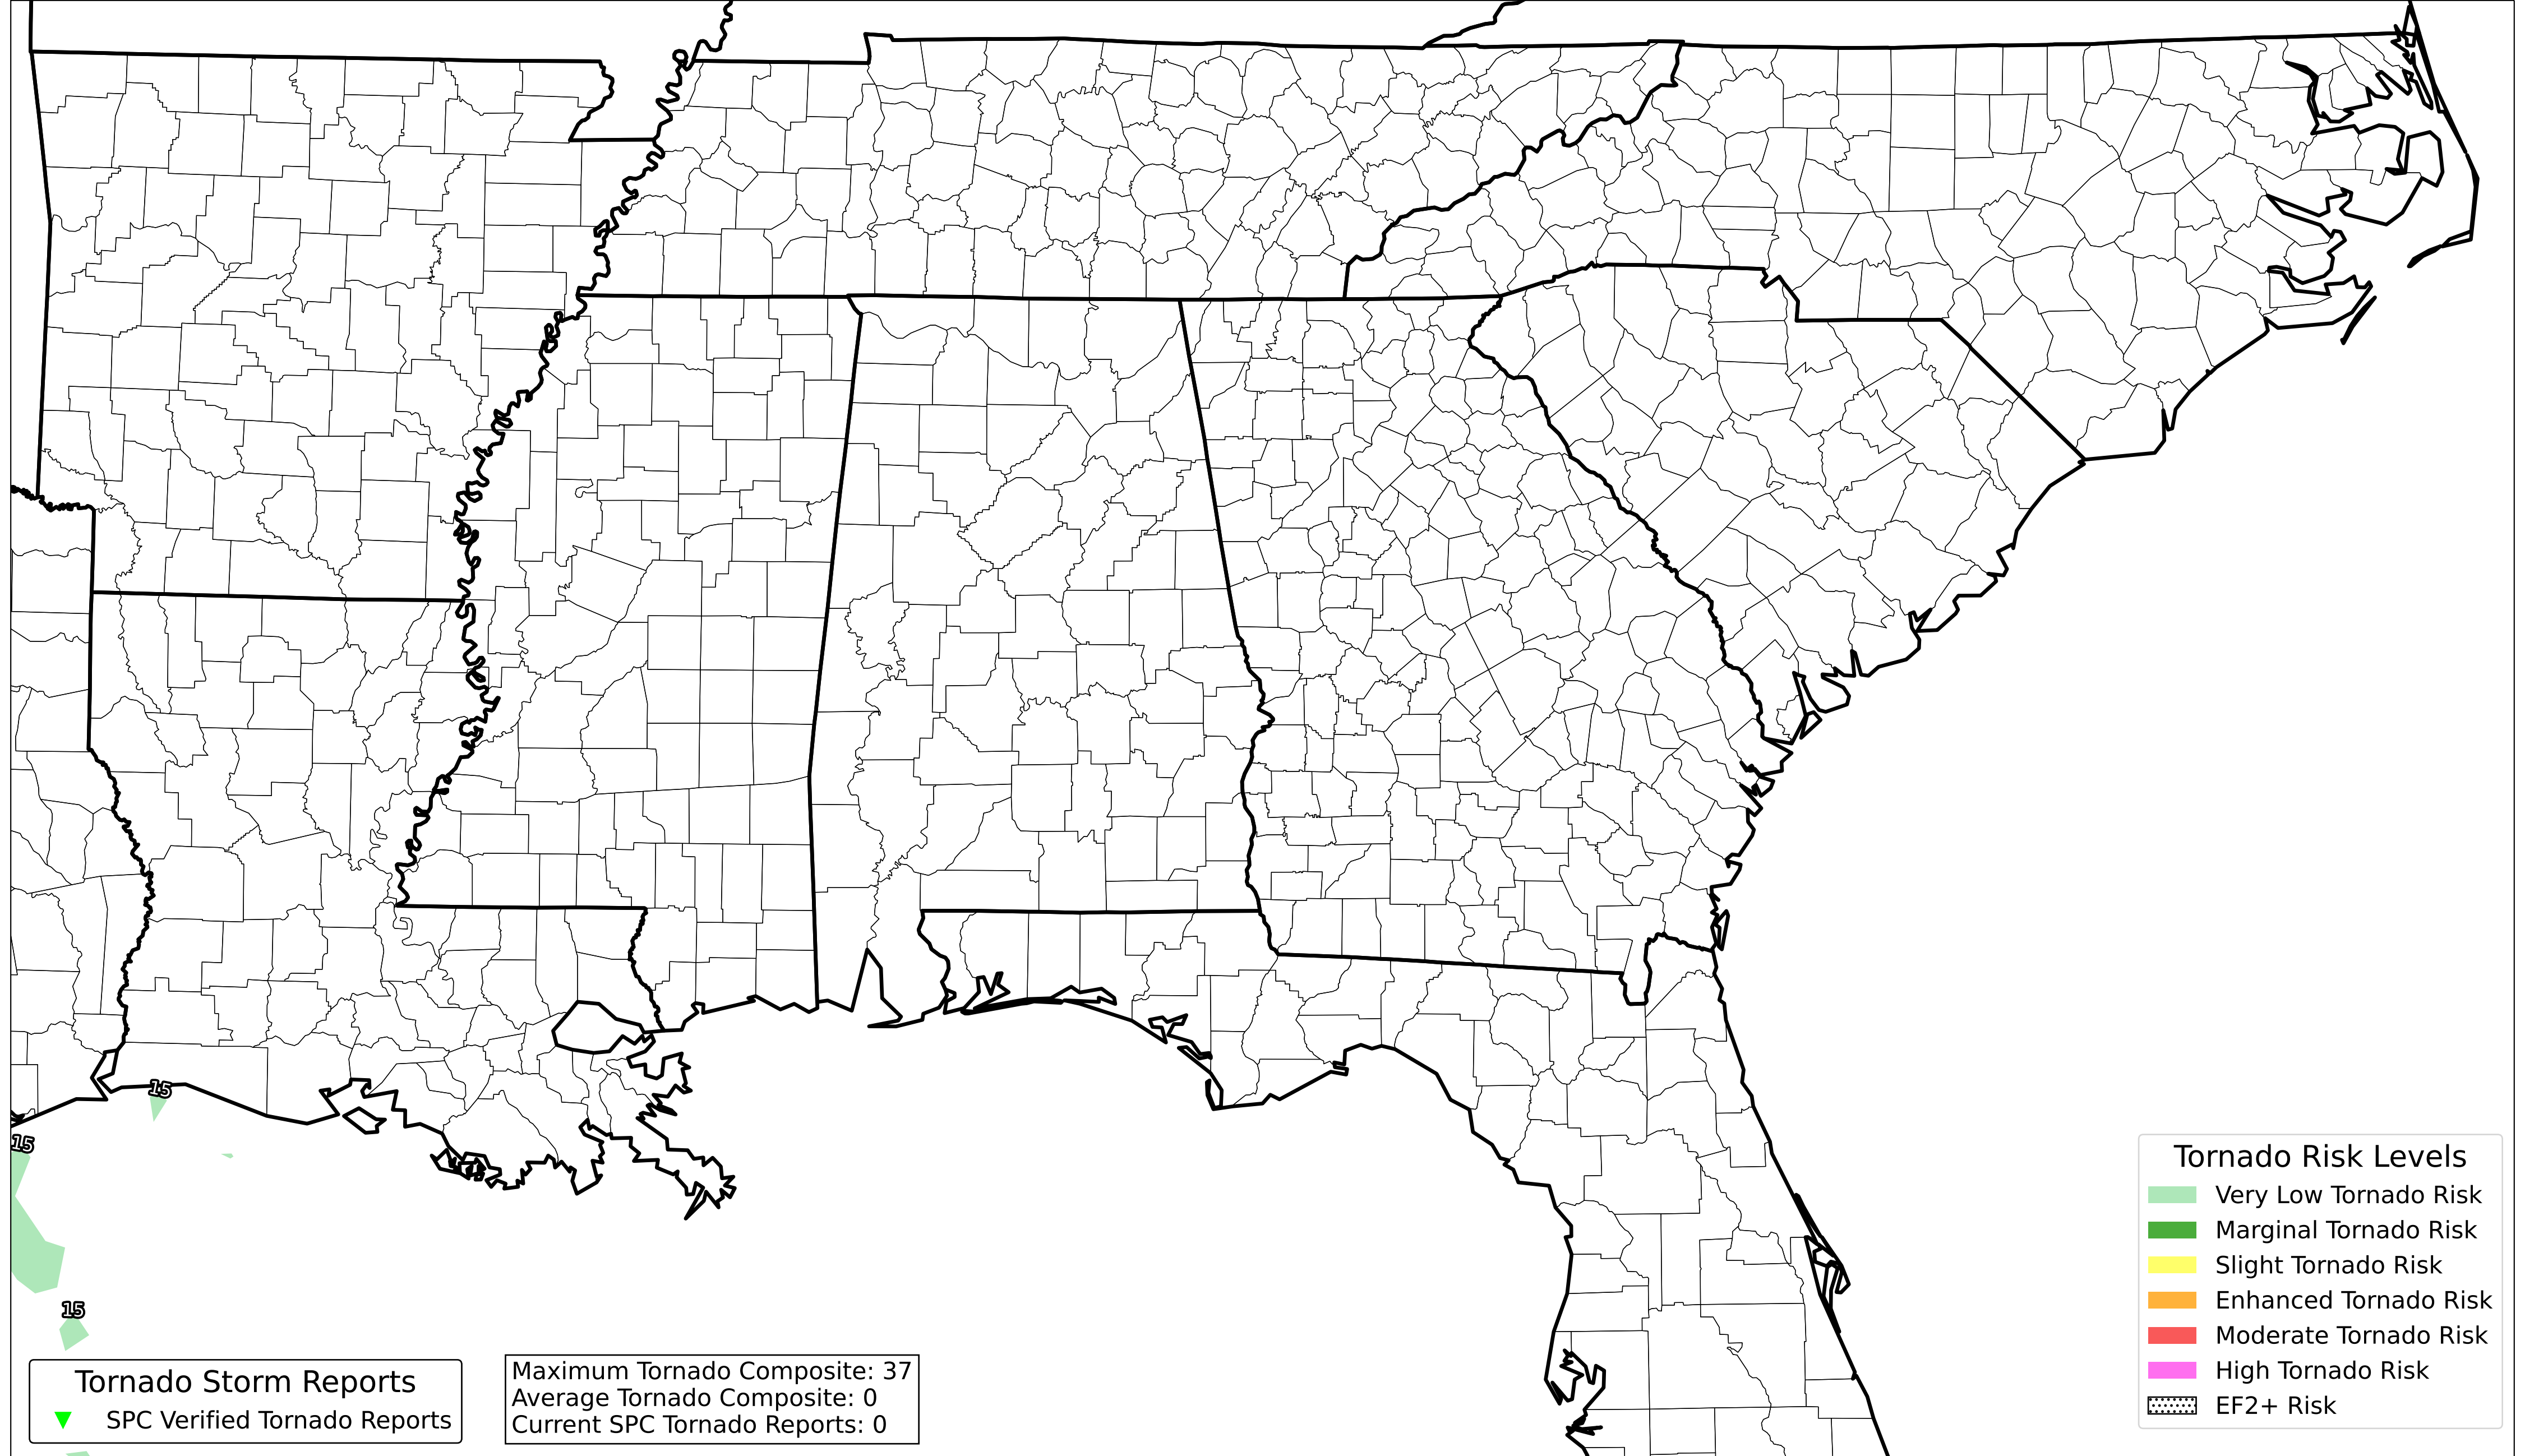 15
15
15
Tornado Storm Reports
SPC Verified Tornado Reports
Maximum Tornado Composite: 37
Average Tornado Composite: 0
Current SPC Tornado Reports: 0
Tornado Risk Levels
Very Low Tornado Risk
Marginal Tornado Risk
Slight Tornado Risk
Enhanced Tornado Risk
Moderate Tornado Risk
High Tornado Risk
EF2+ Risk